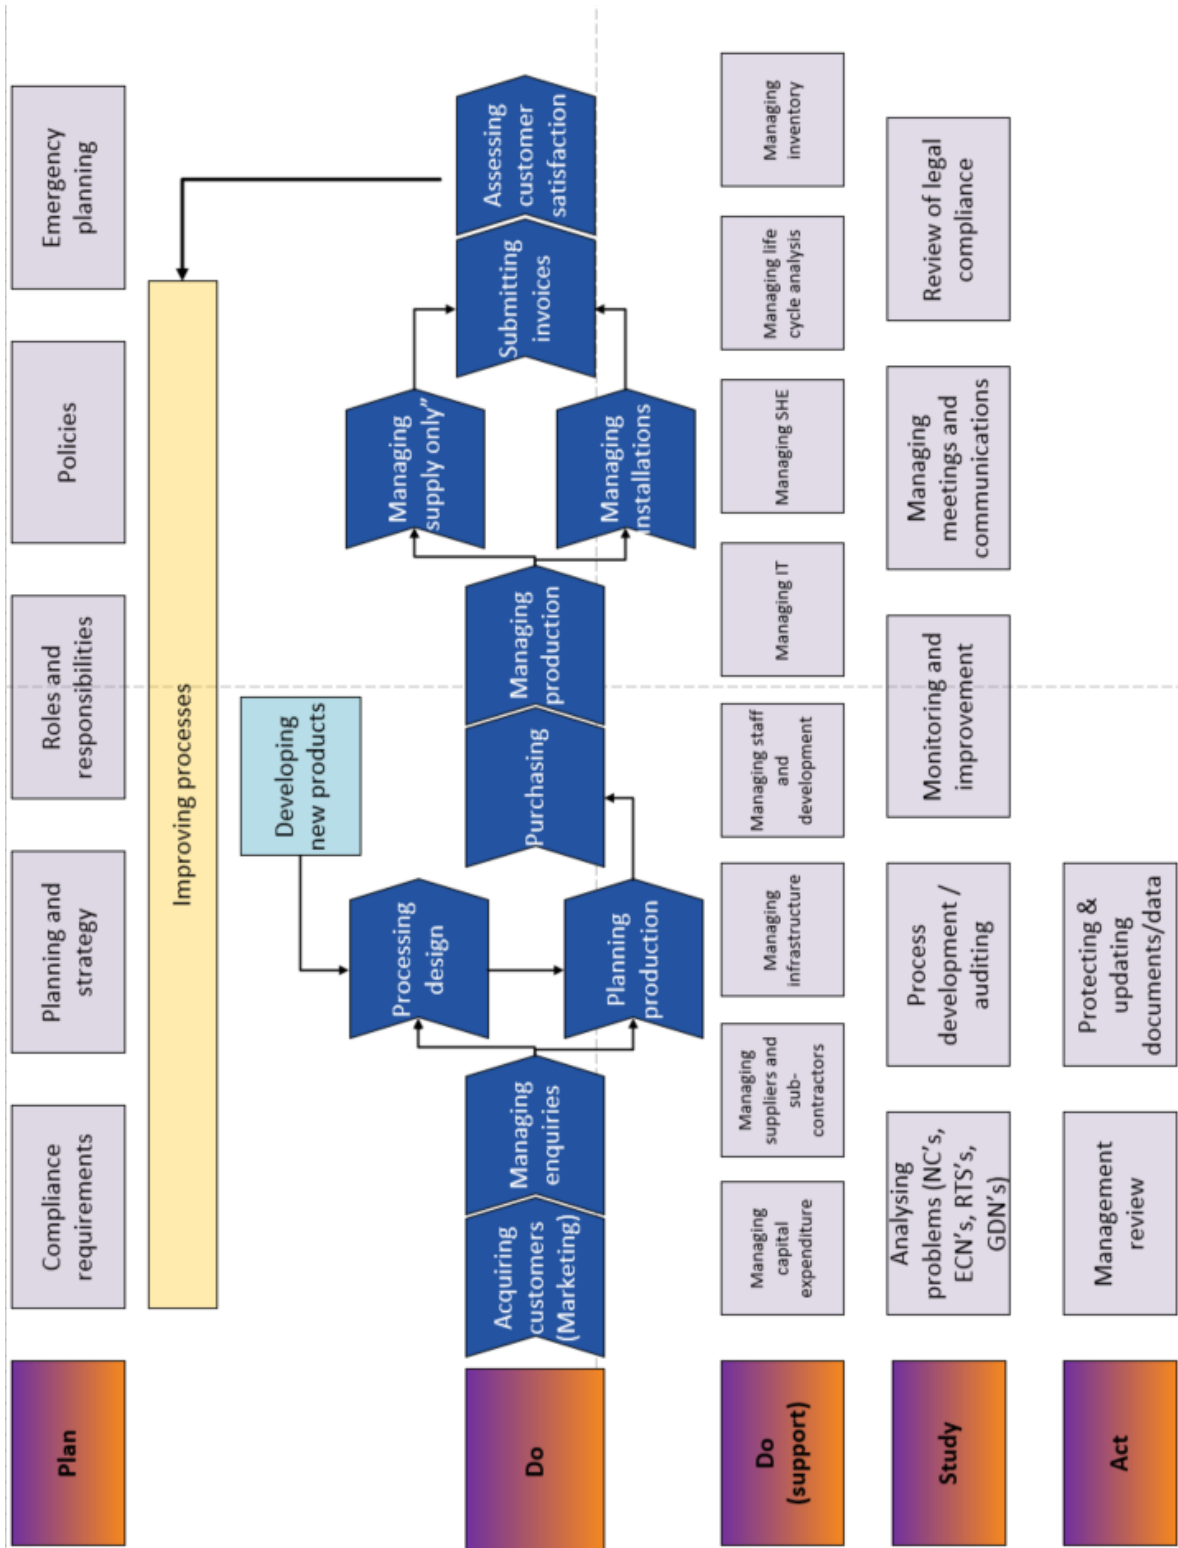 Plan
Compliance
requirements
Planning and
strategy
Roles and
responsibilities
Policies
Emergency
planning
Improving processes
Developing
new products
Do
Acquiring
customers
(Marketing)
Managing
enquiries
Processing
design
Planning
production
Purchasing
Managing
production
Managing
supply only”
Managing
installations
Submitting
invoices
Assessing
customer
satisfaction
Do
(support)
Managing
capital
expenditure
Managing
suppliers and
sub-
contractors
Managing
infrastructure
Managing staff
and
development
Managing IT
Managing SHE
Managing life
cycle analysis
Managing
inventory
Study
Analysing
problems (NC’s,
ECN’s, RTS’s,
GDN’s)
Process
development /
auditing
Monitoring and
improvement
Managing
meetings and
communications
Review of legal
compliance
Act
Management
review
Protecting &
updating
documents/data